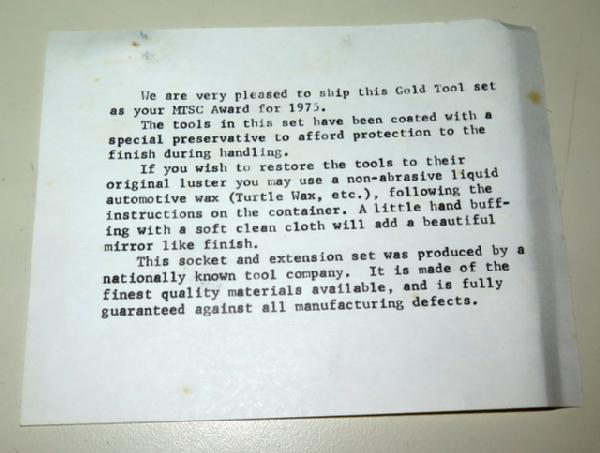 We are very pleased to ship this Gold Tool set
as your MTSC Award for 1975.
The tools in this set have been coated with a
special preservative to afford protection to the
finish during handling.
If you wish to restore the tools to their
original luster you may use a non-abrasive liquid
automotive wax (Turtle Wax, etc.), following the
instructions on the container. A little hand buff-
ing with a soft clean cloth will add a beautiful
mirror like finish.
This socket and extension set was produced by a
nationally known tool company. It is made of the
finest quality materials available, and is fully
guaranteed against all manufacturing defects.